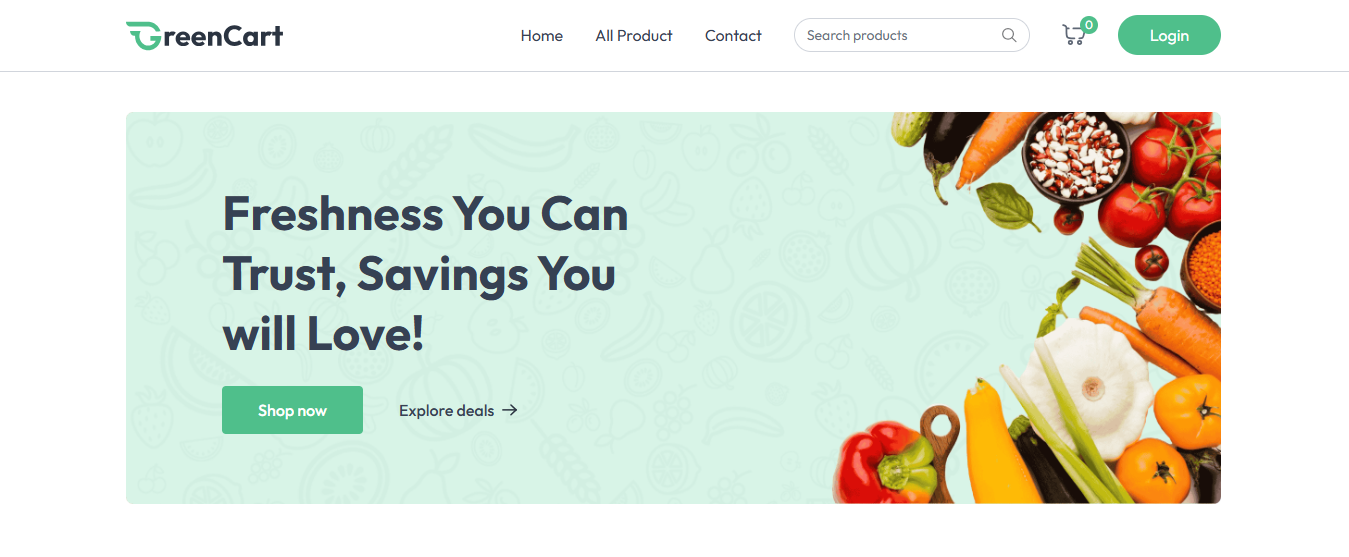 GreenCart
Home
All Product
Contact
Search products
0
Login
Freshness You Can
Trust, Savings You
will Love!
Shop now
Explore deals